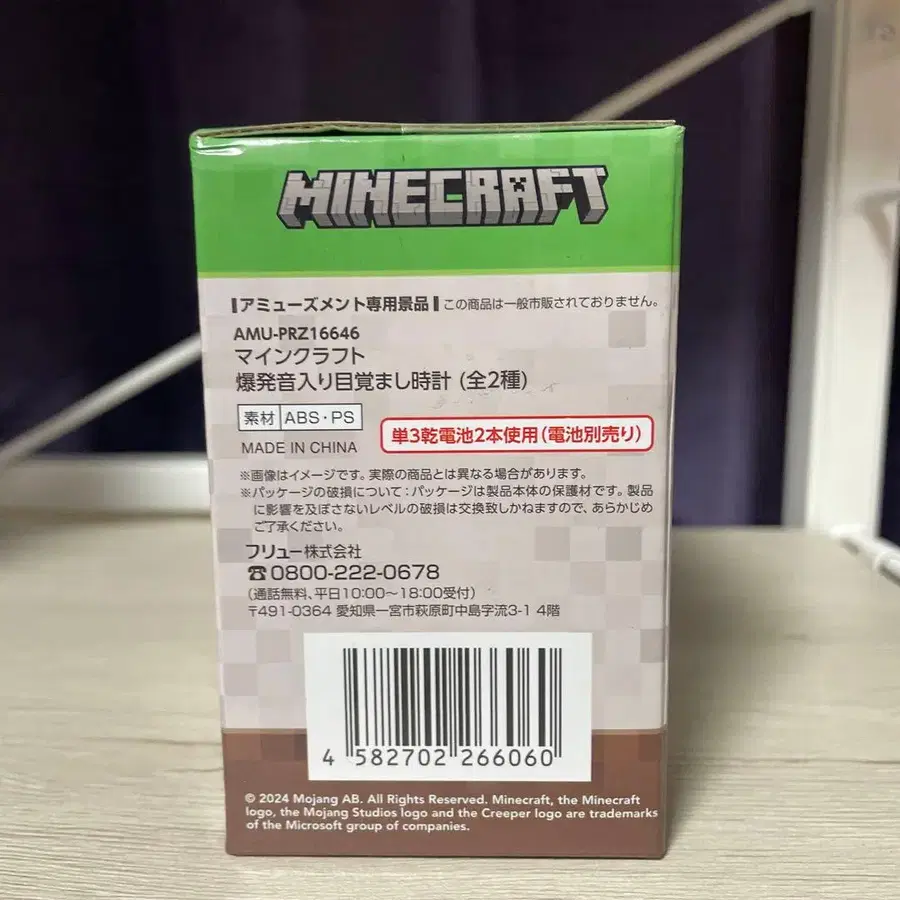 MINECRAFT
アミューズメント専用景品 この商品は一般市販されておりません。
AMU-PRZ16646
マインクラフト
爆発音入り目覚まし時計 (全2種)
素材 ABS・PS
単3乾電池2本使用(電池別売り)
MADE IN CHINA
※画像はイメージです。実際の商品とは異なる場合があります。
※パッケージの破損について:パッケージは製品本体の保護材です。製品
に影響を及ぼさないレベルの破損は交換致しかねますので、あらかじめ
ご了承ください。
フリュー株式会社
☎0800-222-0678
(通話無料、平日10:00〜18:00受付)
〒491-0364 愛知県一宮市萩原町中島字流3-1 4階
4 582702 266060
© 2024 Mojang AB. All Rights Reserved. Minecraft, the Minecraft
logo, the Mojang Studios logo and the Creeper logo are trademarks
of the Microsoft group of companies.